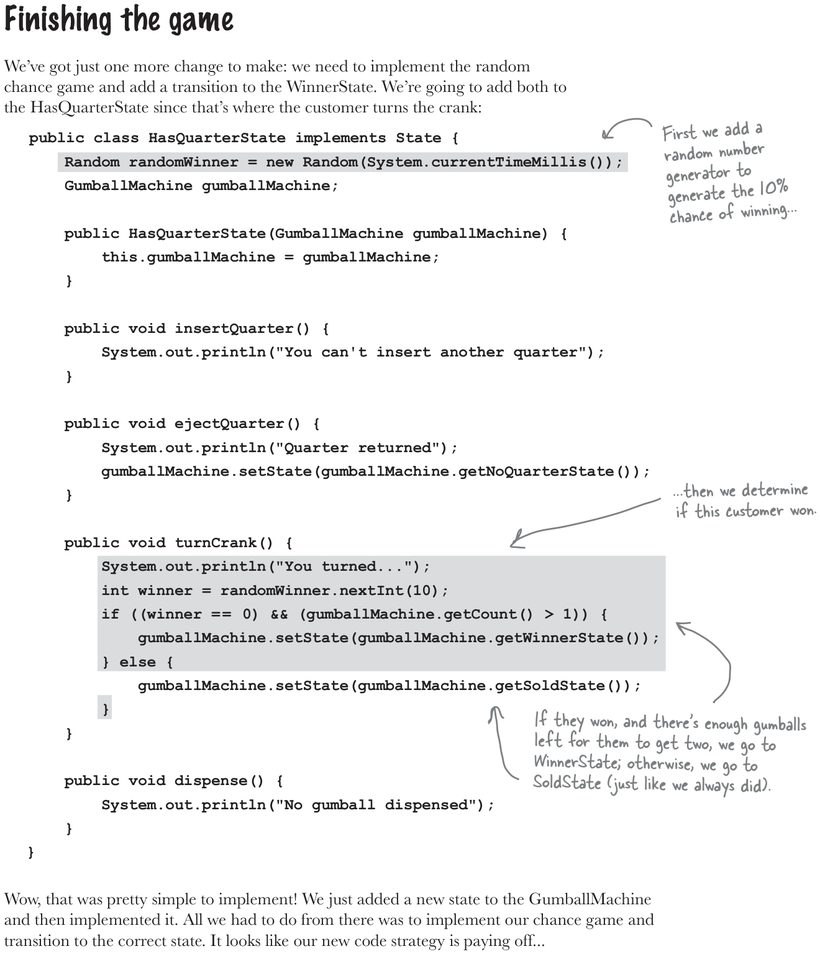 Finishing the game
We've got just one more change to make: we need to implement the random
chance game and add a transition to the WinnerState. We're going to add both to
the HasQuarterState since that's where the customer turns the crank:
public class HasQuarterState implements State {
Random randomWinner = new Random(System.currentTimeMillis());
GumballMachine gumballMachine;
First we add a
random number
generator to
generate the 10%
chance of winning...
public HasQuarterState(GumballMachine gumballMachine) {
this.gumballMachine = gumballMachine;
}
public void insertQuarter() {
System.out.println("You can't insert another quarter");
}
public void ejectQuarter() {
System.out.println("Quarter returned");
gumballMachine.setState(gumballMachine.getNoQuarterState());
}
...then we determine
if this customer won.
public void turnCrank() {
System.out.println("You turned...");
int winner = randomWinner.nextInt(10);
if ((winner == 0) && (gumballMachine.getCount() > 1)) {
gumballMachine.setState(gumballMachine.getWinnerState());
} else {
gumballMachine.setState(gumballMachine.getSoldState());
}
}
If they won, and there's enough gumballs
left for them to get two, we go to
WinnerState; otherwise, we go to
SoldState (just like we always did).
public void dispense() {
System.out.println("No gumball dispensed");
}
}
Wow, that was pretty simple to implement! We just added a new state to the GumballMachine
and then implemented it. All we had to do from there was to implement our chance game and
transition to the correct state. It looks like our new code strategy is paying off...